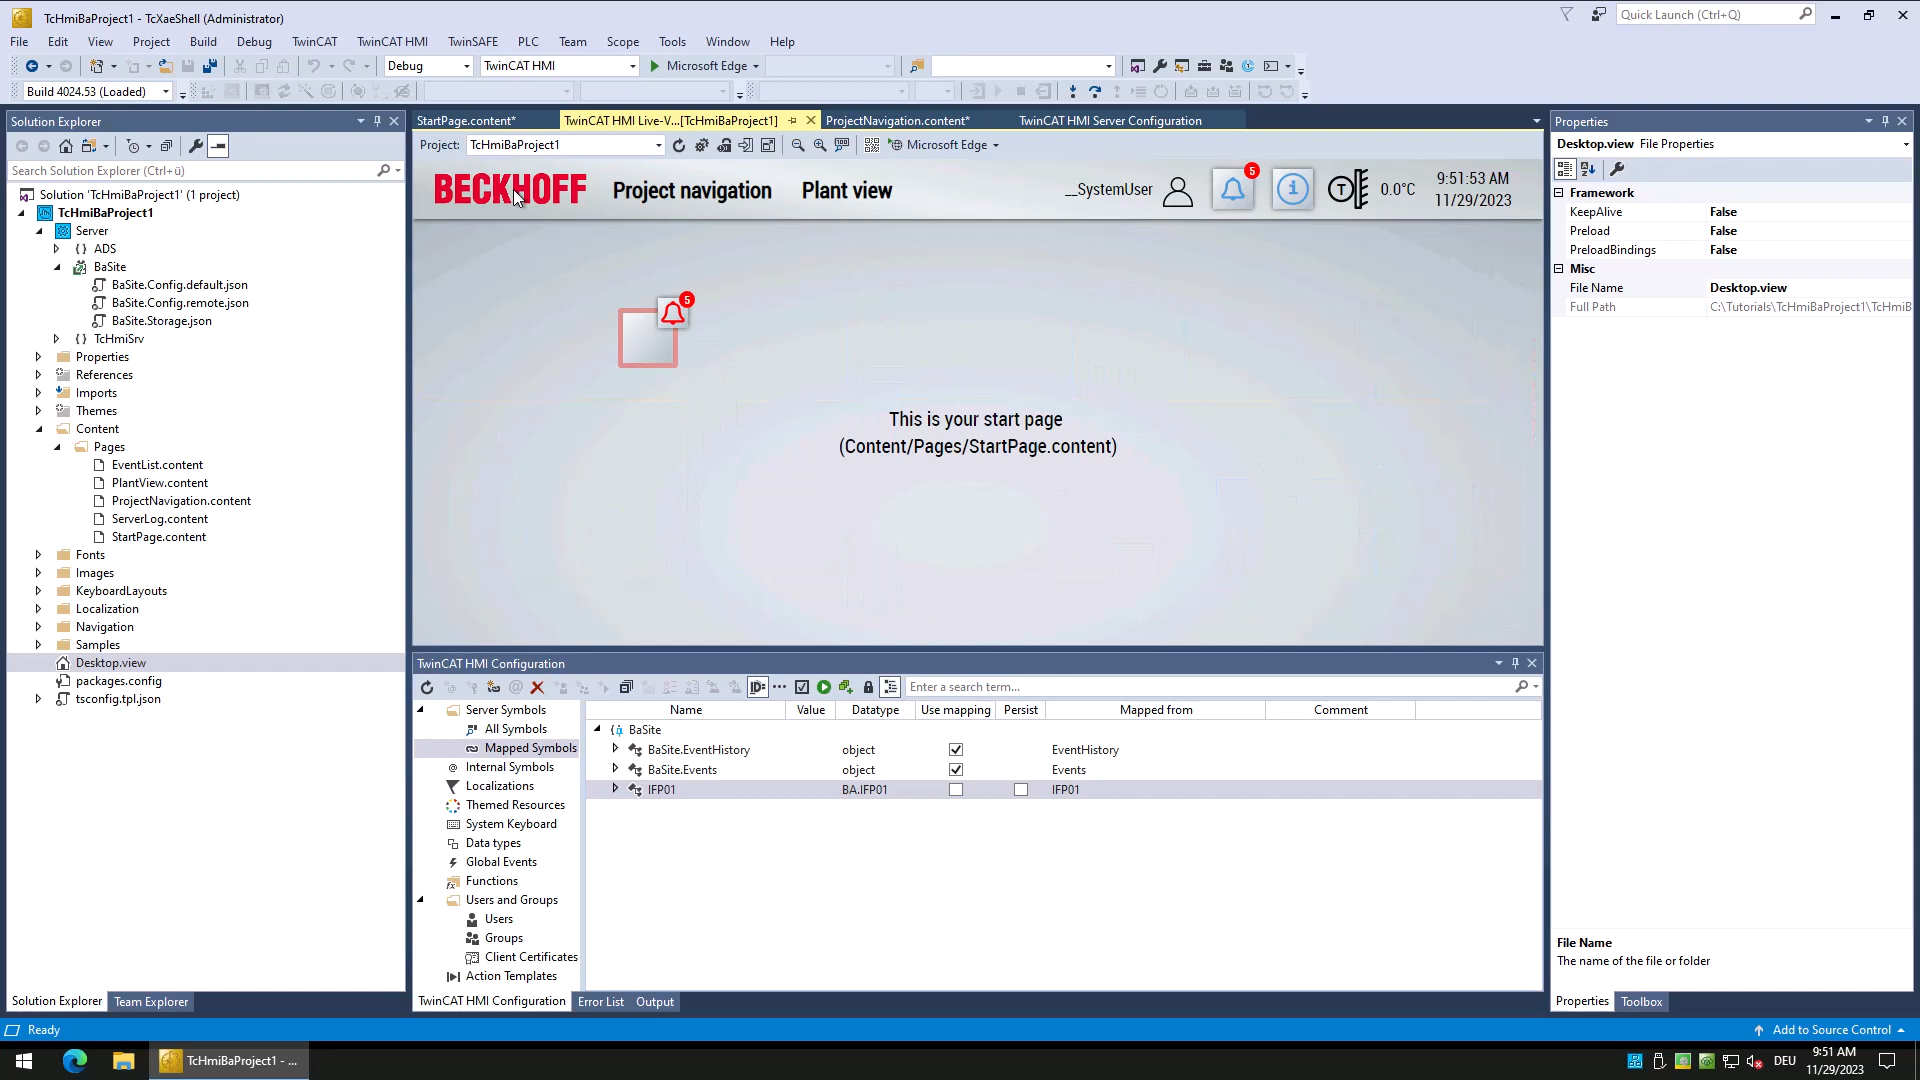 TcHmiBaProject1 - TcXaeShell (Administrator)
Quick Launch (Ctrl+Q)
File Edit View Project Build Debug TwinCAT TwinCAT HMI TwinSAFE PLC Team Scope Tools Window Help
Debug TwinCAT HMI Microsoft Edge
Build 4024.53 (Loaded)
Solution Explorer
Search Solution Explorer (Ctrl+ü)
Solution 'TcHmiBaProject1' (1 project)
TcHmiBaProject1
Server
ADS
BaSite
BaSite.Config.default.json
BaSite.Config.remote.json
BaSite.Storage.json
TcHmiSrv
Properties
References
Imports
Themes
Content
Pages
EventList.content
PlantView.content
ProjectNavigation.content
ServerLog.content
StartPage.content
Fonts
Images
KeyboardLayouts
Localization
Navigation
Samples
Desktop.view
packages.config
tsconfig.tpl.json
Solution Explorer Team Explorer
StartPage.content* TwinCAT HMI Live-V...[TcHmiBaProject1] ProjectNavigation.content* TwinCAT HMI Server Configuration
Project: TcHmiBaProject1 Microsoft Edge
BECKHOFF Project navigation Plant view __SystemUser 5 T 0.0°C 9:51:53 AM
11/29/2023
5
This is your start page
(Content/Pages/StartPage.content)
TwinCAT HMI Configuration
Enter a search term...
Server Symbols
All Symbols
Mapped Symbols
Internal Symbols
Localizations
Themed Resources
System Keyboard
Data types
Global Events
Functions
Users and Groups
Users
Groups
Client Certificates
Action Templates
Name Value Datatype Use mapping Persist Mapped from Comment
BaSite
BaSite.EventHistory object EventHistory
BaSite.Events object Events
IFP01 BA.IFP01 IFP01
TwinCAT HMI Configuration Error List Output
Properties
Desktop.view File Properties
Framework
KeepAlive False
Preload False
PreloadBindings False
Misc
File Name Desktop.view
Full Path C:\Tutorials\TcHmiBaProject1\TcHmiB
File Name
The name of the file or folder
Properties Toolbox
Ready
Add to Source Control
TcHmiBaProject1 - ...
DEU
9:51 AM
11/29/2023